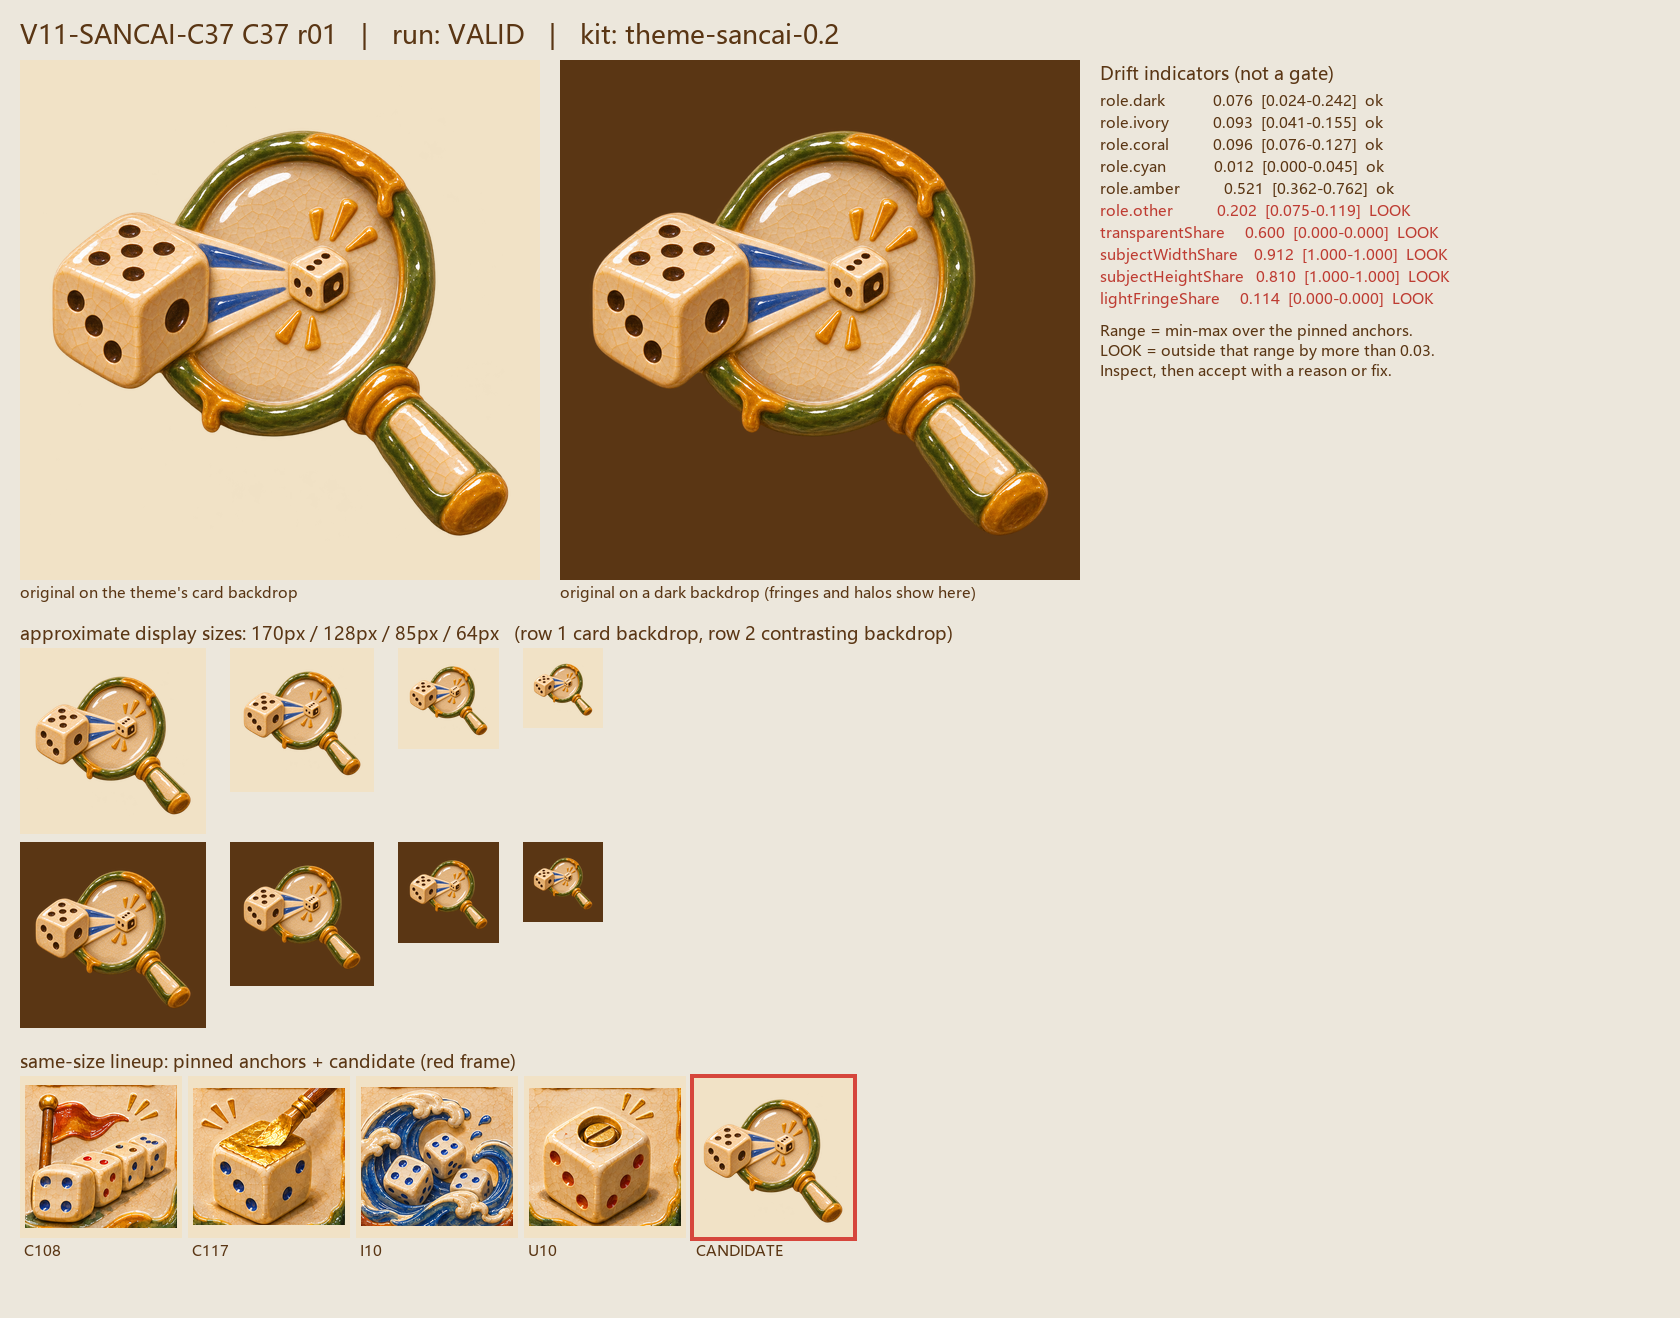 V11-SANCAI-C37 C37 r01 | run: VALID | kit: theme-sancai-0.2
Drift indicators (not a gate)
role.dark 0.076 [0.024-0.242] ok
role.ivory 0.093 [0.041-0.155] ok
role.coral 0.096 [0.076-0.127] ok
role.cyan 0.012 [0.000-0.045] ok
role.amber 0.521 [0.362-0.762] ok
role.other 0.202 [0.075-0.119] LOOK
transparentShare 0.600 [0.000-0.000] LOOK
subjectWidthShare 0.912 [1.000-1.000] LOOK
subjectHeightShare 0.810 [1.000-1.000] LOOK
lightFringeShare 0.114 [0.000-0.000] LOOK
Range = min-max over the pinned anchors.
LOOK = outside that range by more than 0.03.
Inspect, then accept with a reason or fix.
original on the theme's card backdrop
original on a dark backdrop (fringes and halos show here)
approximate display sizes: 170px / 128px / 85px / 64px (row 1 card backdrop, row 2 contrasting backdrop)
same-size lineup: pinned anchors + candidate (red frame)
C108
C117
I10
U10
CANDIDATE